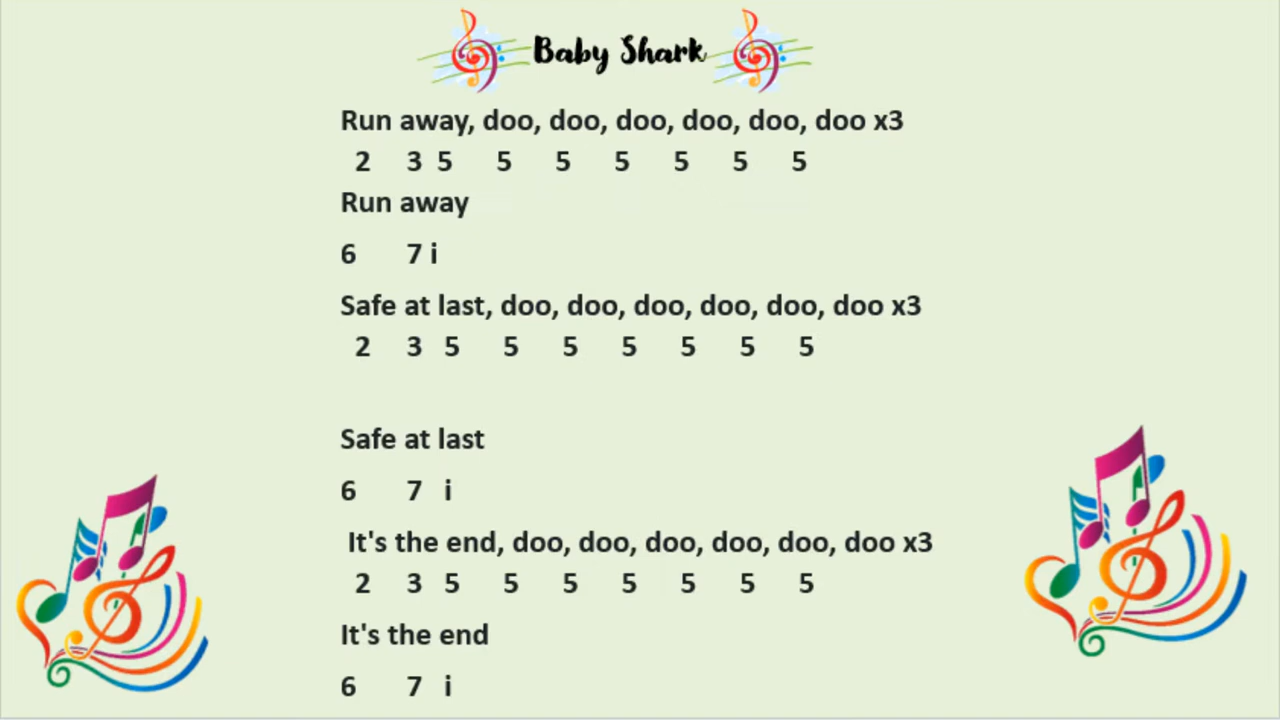 Baby Shark
Run away, doo, doo, doo, doo, doo, doo x3
2 3 5 5 5 5 5 5 5
Run away
6 7 i
Safe at last, doo, doo, doo, doo, doo, doo x3
2 3 5 5 5 5 5 5 5
Safe at last
6 7 i
It's the end, doo, doo, doo, doo, doo, doo x3
2 3 5 5 5 5 5 5 5
It's the end
6 7 i